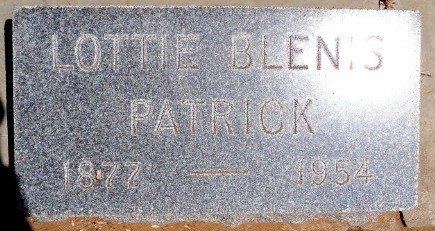 LOTTIE BLENIS
PATRICK
1877 — 1954